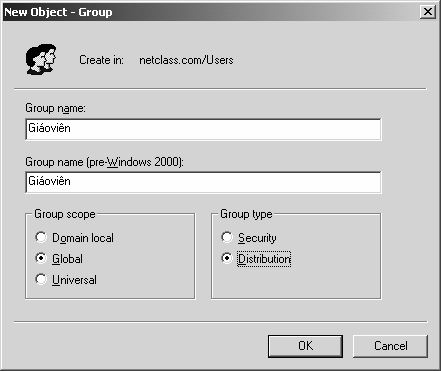 New Object - Group
Create in: netclass.com/Users
Group name:
Giáoviên
Group name (pre-Windows 2000):
Giáoviên
Group scope
Domain local
Global
Universal
Group type
Security
Distribution
OK
Cancel